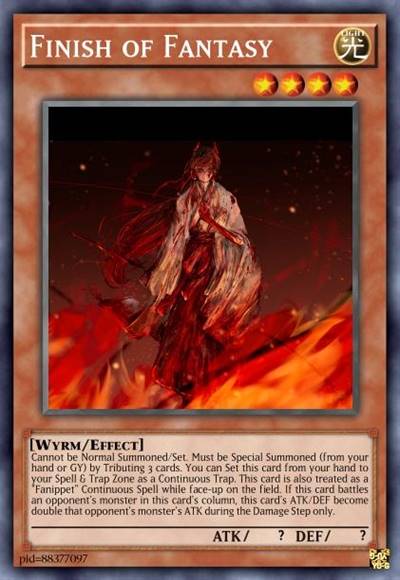 FINISH OF FANTASY
LIGHT
光
[WYRM/EFFECT]
Cannot be Normal Summoned/Set. Must be Special Summoned (from your
hand or GY) by Tributing 3 cards. You can Set this card from your hand to
your Spell & Trap Zone as a Continuous Trap. This card is also treated as a
"Fanippet" Continuous Spell while face-up on the field. If this card battles
an opponent's monster in this card's column, this card's ATK/DEF become
double that opponent's monster's ATK during the Damage Step only.
ATK/ ? DEF/ ?
pid=88377097